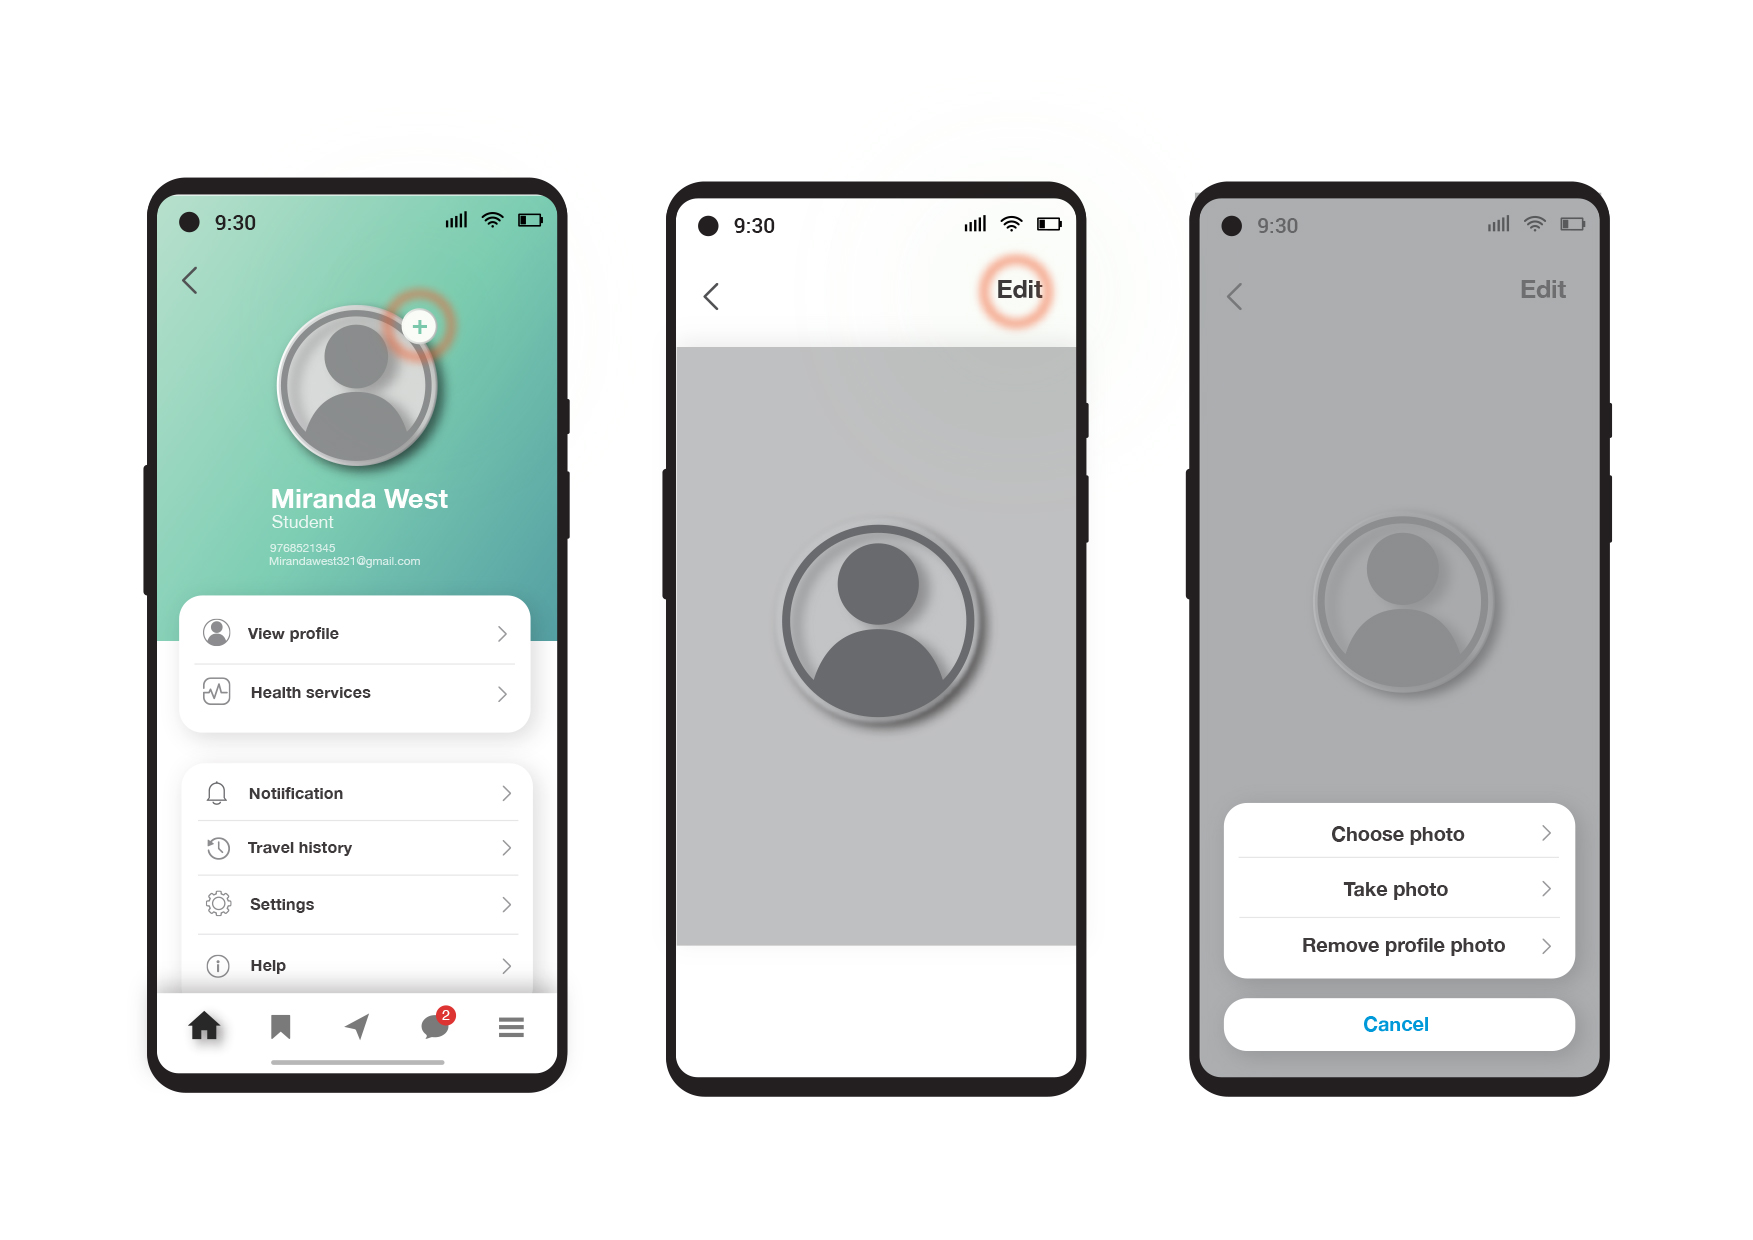 9:30
Miranda West
Student
9768521345
Mirandawest321@gmail.com
View profile
Health services
Notiification
Travel history
Settings
Help
2
9:30
Edit
9:30
Edit
Choose photo
Take photo
Remove profile photo
Cancel